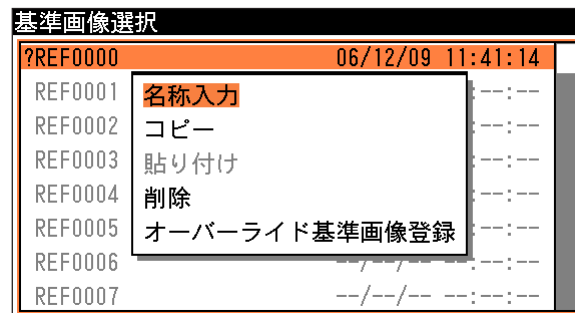 基準画像選択
?REF0000 06/12/09 11:41:14
REF0001 :--:--
名称入力
REF0002 :--:--
コピー
REF0003 :--:--
貼り付け
REF0004 :--:--
削除
REF0005 :--:--
オーバーライド基準画像登録
REF0006 --/--/-- --:--:--
REF0007 --/--/-- --:--:--